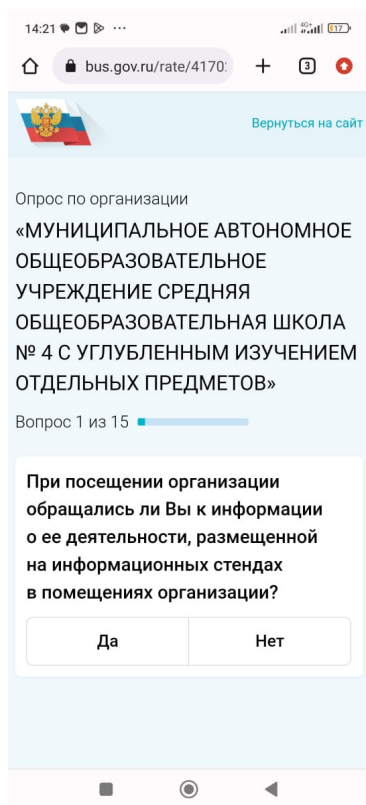 14:21
4G+
17
bus.gov.ru/rate/4170
3
Вернуться на сайт
Опрос по организации
«МУНИЦИПАЛЬНОЕ АВТОНОМНОЕ
ОБЩЕОБРАЗОВАТЕЛЬНОЕ
УЧРЕЖДЕНИЕ СРЕДНЯЯ
ОБЩЕОБРАЗОВАТЕЛЬНАЯ ШКОЛА
№ 4 С УГЛУБЛЕННЫМ ИЗУЧЕНИЕМ
ОТДЕЛЬНЫХ ПРЕДМЕТОВ»
Вопрос 1 из 15
При посещении организации
обращались ли Вы к информации
о ее деятельности, размещенной
на информационных стендах
в помещениях организации?
Да
Нет